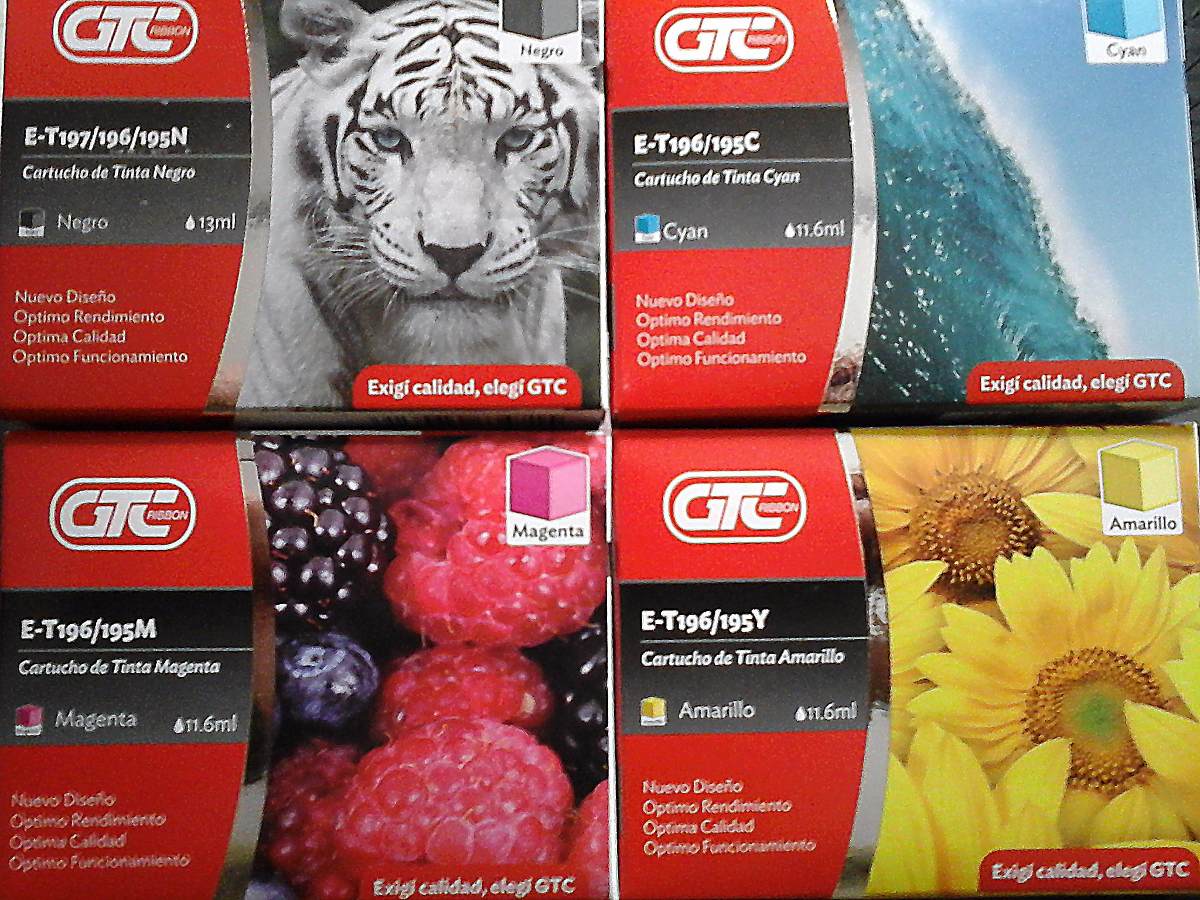 GTC RIBBON
Negro
E-T197/196/195N
Cartucho de Tinta Negro
Negro 13ml
Nuevo Diseño
Optimo Rendimiento
Optima Calidad
Optimo Funcionamiento
Exigí calidad, elegí GTC
GTC RIBBON
Cyan
E-T196/195C
Cartucho de Tinta Cyan
Cyan 11.6ml
Nuevo Diseño
Optimo Rendimiento
Optima Calidad
Optimo Funcionamiento
Exigí calidad, elegí GTC
GTC RIBBON
Magenta
E-T196/195M
Cartucho de Tinta Magenta
Magenta 11.6ml
Nuevo Diseño
Optimo Rendimiento
Optima Calidad
Optimo Funcionamiento
Exigí calidad, elegí GTC
GTC RIBBON
Amarillo
E-T196/195Y
Cartucho de Tinta Amarillo
Amarillo 11.6ml
Nuevo Diseño
Optimo Rendimiento
Optima Calidad
Optimo Funcionamiento
Exigí calidad, elegí GTC